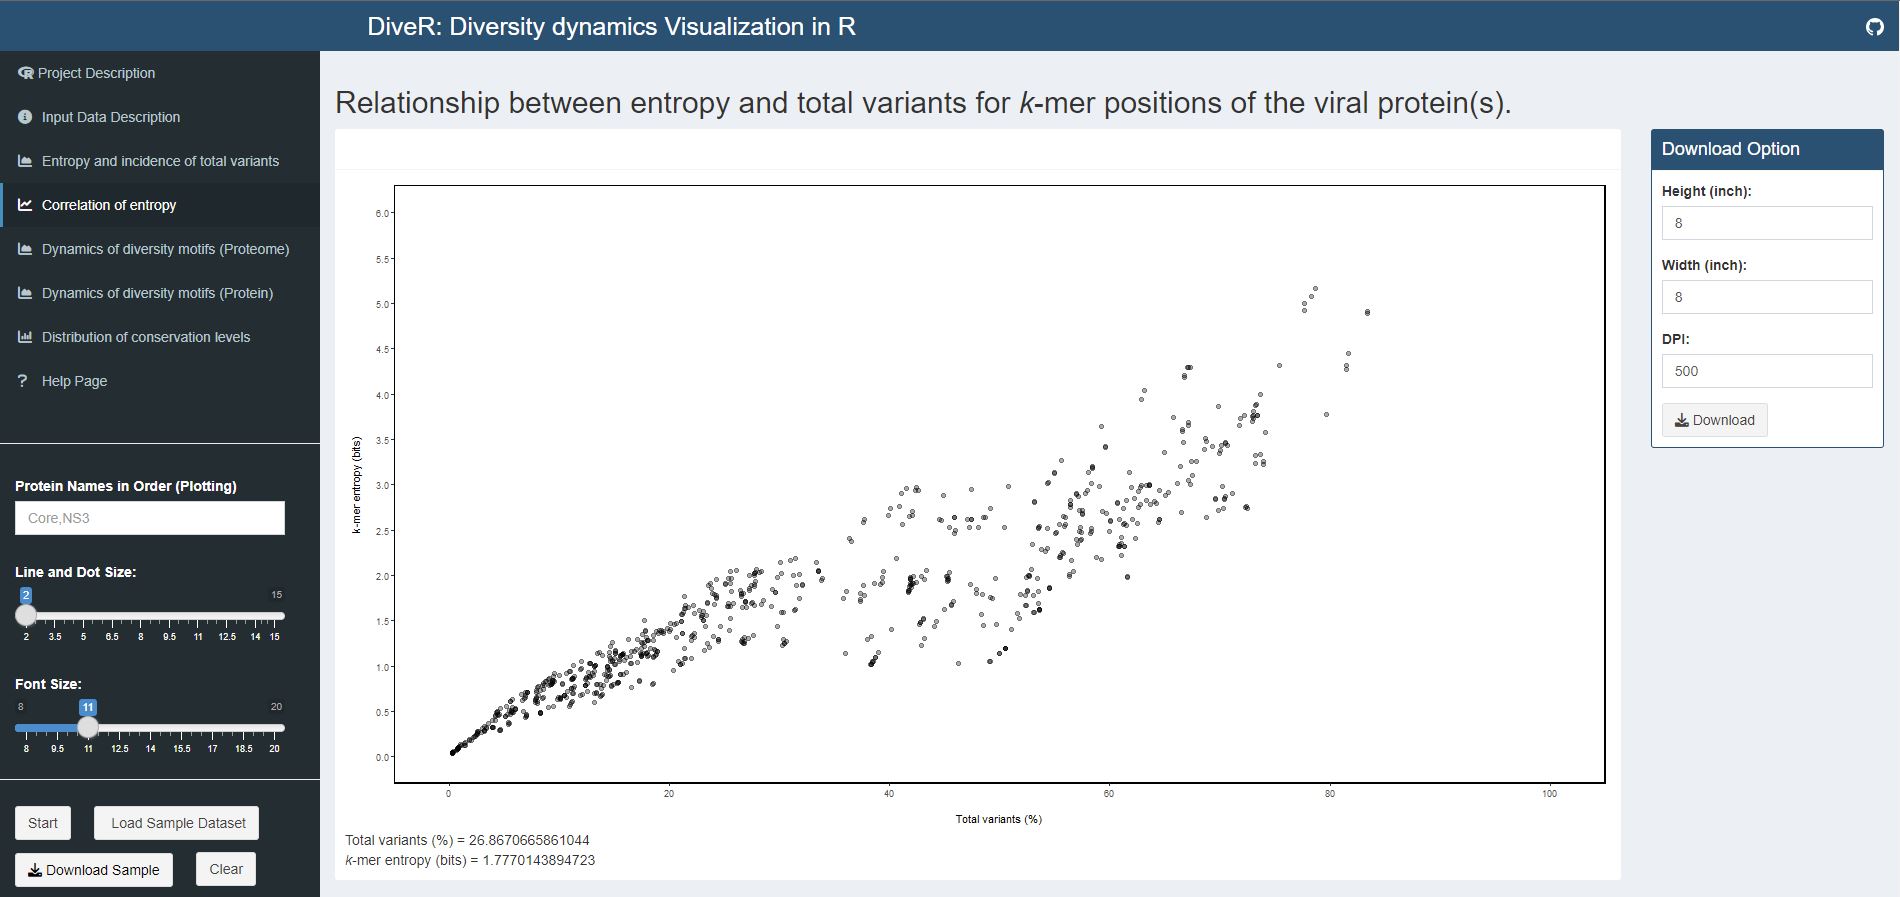 DiveR: Diversity dynamics Visualization in R
Project Description
Input Data Description
Entropy and incidence of total variants
Correlation of entropy
Dynamics of diversity motifs (Proteome)
Dynamics of diversity motifs (Protein)
Distribution of conservation levels
? Help Page
Protein Names in Order (Plotting)
Core,NS3
Line and Dot Size:
2 15
2 3.5 5 6.5 8 9.5 11 12.5 14 15
Font Size:
8 11 20
8 9.5 11 12.5 14 15.5 17 18.5 20
Start Load Sample Dataset
Download Sample Clear
Relationship between entropy and total variants for k-mer positions of the viral protein(s).
k-mer entropy (bits)
6.0
5.5
5.0
4.5
4.0
3.5
3.0
2.5
2.0
1.5
1.0
0.5
0.0
0 20 40 60 80 100
Total variants (%)
Total variants (%) = 26.8670665861044
k-mer entropy (bits) = 1.7770143894723
Download Option
Height (inch):
8
Width (inch):
8
DPI:
500
Download